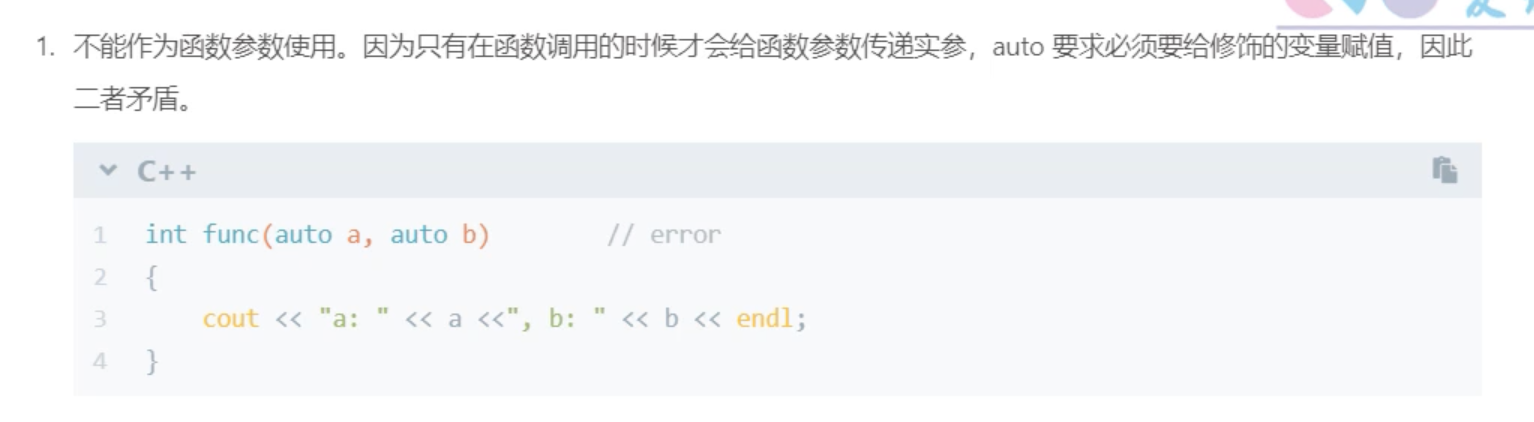 1. 不能作为函数参数使用。因为只有在函数调用的时候才会给函数参数传递实参，auto 要求必须要给修饰的变量赋值，因此
二者矛盾。
C++
1 int func(auto a, auto b) // error
2 {
3 cout << "a: " << a <<", b: " << b << endl;
4 }